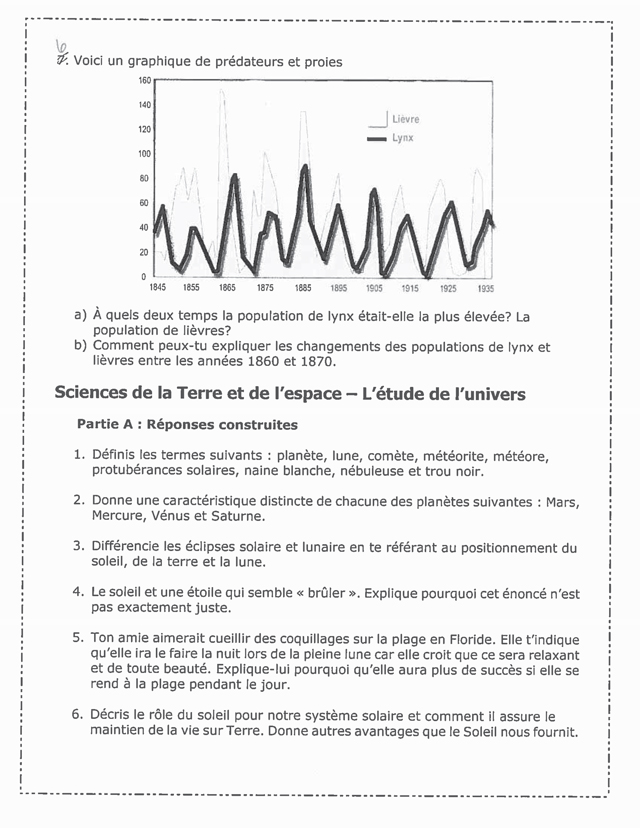 6
7. Voici un graphique de prédateurs et proies
160
140
120
100
80
60
40
20
0
Lièvre
Lynx
1845 1855 1865 1875 1885 1895 1905 1915 1925 1935
a) À quels deux temps la population de lynx était-elle la plus élevée? La
population de lièvres?
b) Comment peux-tu expliquer les changements des populations de lynx et
lièvres entre les années 1860 et 1870.
Sciences de la Terre et de l'espace – L'étude de l'univers
Partie A : Réponses construites
1. Définis les termes suivants : planète, lune, comète, météorite, météore,
protubérances solaires, naine blanche, nébuleuse et trou noir.
2. Donne une caractéristique distincte de chacune des planètes suivantes : Mars,
Mercure, Vénus et Saturne.
3. Différencie les éclipses solaire et lunaire en te référant au positionnement du
soleil, de la terre et la lune.
4. Le soleil et une étoile qui semble « brûler ». Explique pourquoi cet énoncé n'est
pas exactement juste.
5. Ton amie aimerait cueillir des coquillages sur la plage en Floride. Elle t'indique
qu'elle ira le faire la nuit lors de la pleine lune car elle croit que ce sera relaxant
et de toute beauté. Explique-lui pourquoi qu'elle aura plus de succès si elle se
rend à la plage pendant le jour.
6. Décris le rôle du soleil pour notre système solaire et comment il assure le
maintien de la vie sur Terre. Donne autres avantages que le Soleil nous fournit.